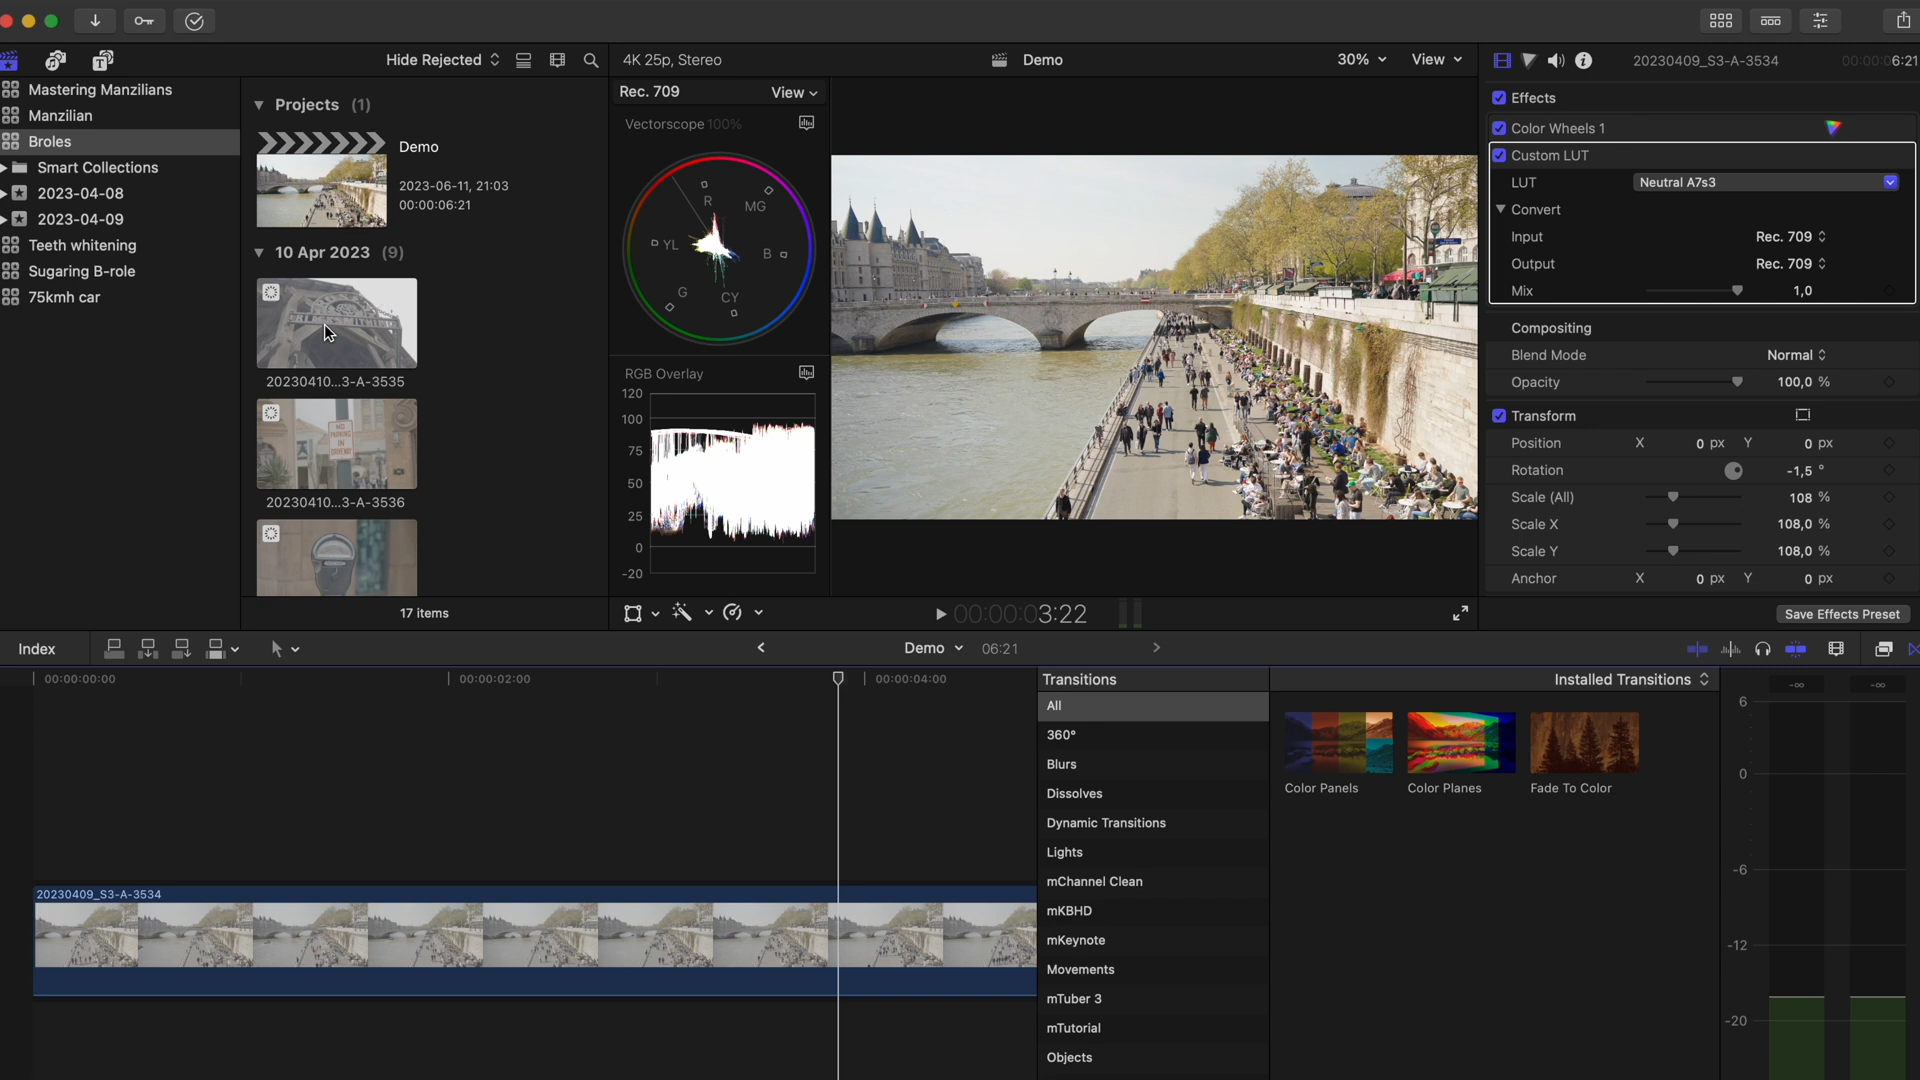 Hide Rejected
4K 25p, Stereo
Demo
30%
View
20230409_S3-A-3534
00:00:06:21
Mastering Manzilians
Manzilian
Broles
Smart Collections
2023-04-08
2023-04-09
Teeth whitening
Sugaring B-role
75kmh car
Projects (1)
Demo
2023-06-11, 21:03
00:00:06:21
10 Apr 2023 (9)
20230410...3-A-3535
NO
PARKING
IN
DRIVEWAY
20230410...3-A-3536
17 items
Rec. 709
View
Vectorscope 100%
R
MG
YL
B
G
CY
RGB Overlay
120
100
75
50
25
0
-20
00:00:03:22
Effects
Color Wheels 1
Custom LUT
LUT
Neutral A7s3
Convert
Input
Rec. 709
Output
Rec. 709
Mix
1,0
Compositing
Blend Mode
Normal
Opacity
100,0 %
Transform
Position
X
0 px
Y
0 px
Rotation
-1,5 °
Scale (All)
108 %
Scale X
108,0 %
Scale Y
108,0 %
Anchor
X
0 px
Y
0 px
Save Effects Preset
Index
Demo
06:21
00:00:00:00
00:00:02:00
00:00:04:00
20230409_S3-A-3534
Transitions
All
360°
Blurs
Dissolves
Dynamic Transitions
Lights
mChannel Clean
mKBHD
mKeynote
Movements
mTuber 3
mTutorial
Objects
Installed Transitions
Color Panels
Color Planes
Fade To Color
-∞
-∞
6
0
-6
-12
-20